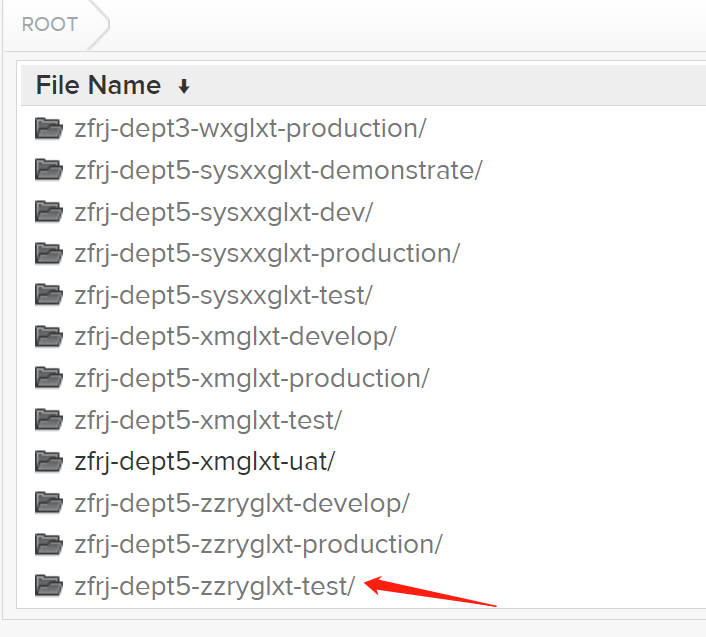 ROOT
File Name ↓
zfrj-dept3-wxglxt-production/
zfrj-dept5-sysxxglxt-demonstrate/
zfrj-dept5-sysxxglxt-dev/
zfrj-dept5-sysxxglxt-production/
zfrj-dept5-sysxxglxt-test/
zfrj-dept5-xmglxt-develop/
zfrj-dept5-xmglxt-production/
zfrj-dept5-xmglxt-test/
zfrj-dept5-xmglxt-uat/
zfrj-dept5-zzryglxt-develop/
zfrj-dept5-zzryglxt-production/
zfrj-dept5-zzryglxt-test/